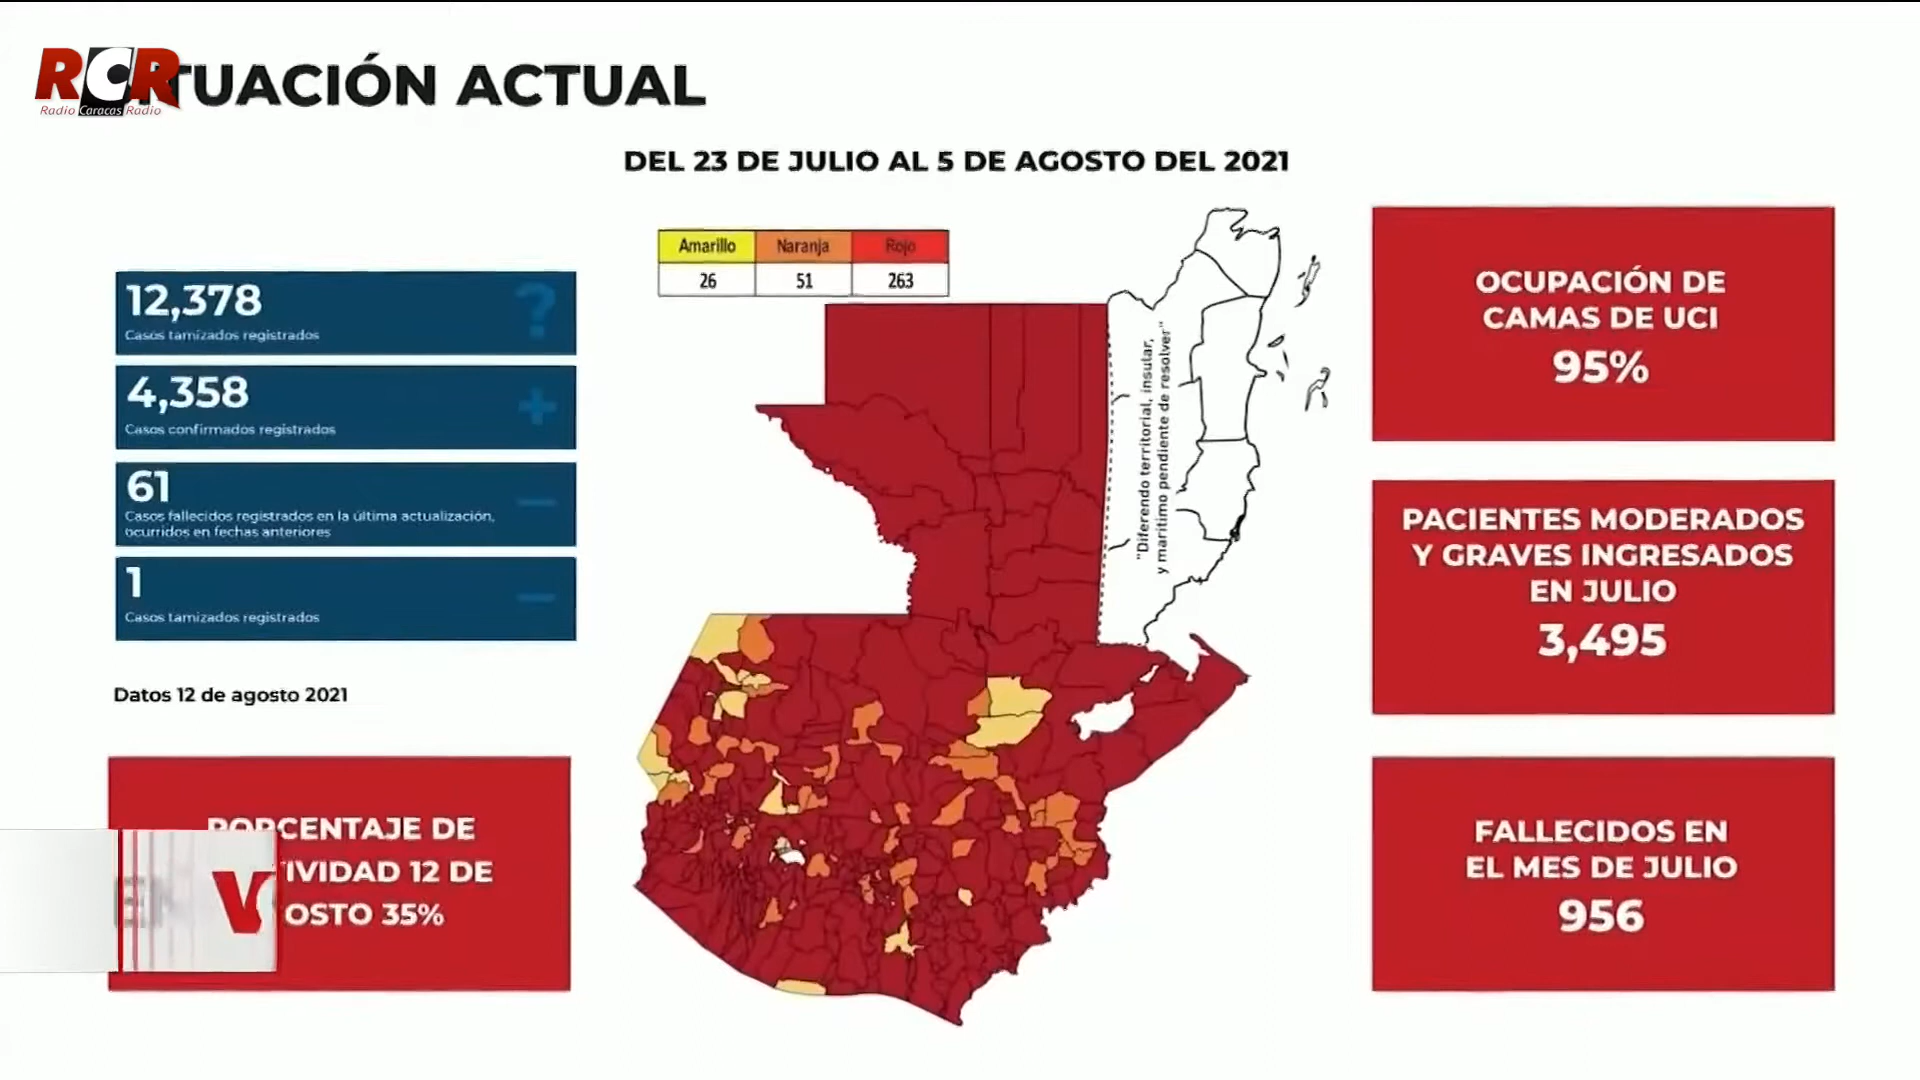 RCR
Radio Caracas Radio
TUACIÓN ACTUAL
DEL 23 DE JULIO AL 5 DE AGOSTO DEL 2021
Amarillo Naranja Rojo
26 51 263
12,378
?
Casos tamizados registrados
4,358
+
Casos confirmados registrados
61
Casos fallecidos registrados en la última actualización,
ocurridos en fechas anteriores
1
Casos tamizados registrados
Datos 12 de agosto 2021
PORCENTAJE DE
IVIDAD 12 DE
OSTO 35%
EN V
"Diferendo territorial, insular,
y marítimo pendiente de resolver"
OCUPACIÓN DE
CAMAS DE UCI
95%
PACIENTES MODERADOS
Y GRAVES INGRESADOS
EN JULIO
3,495
FALLECIDOS EN
EL MES DE JULIO
956